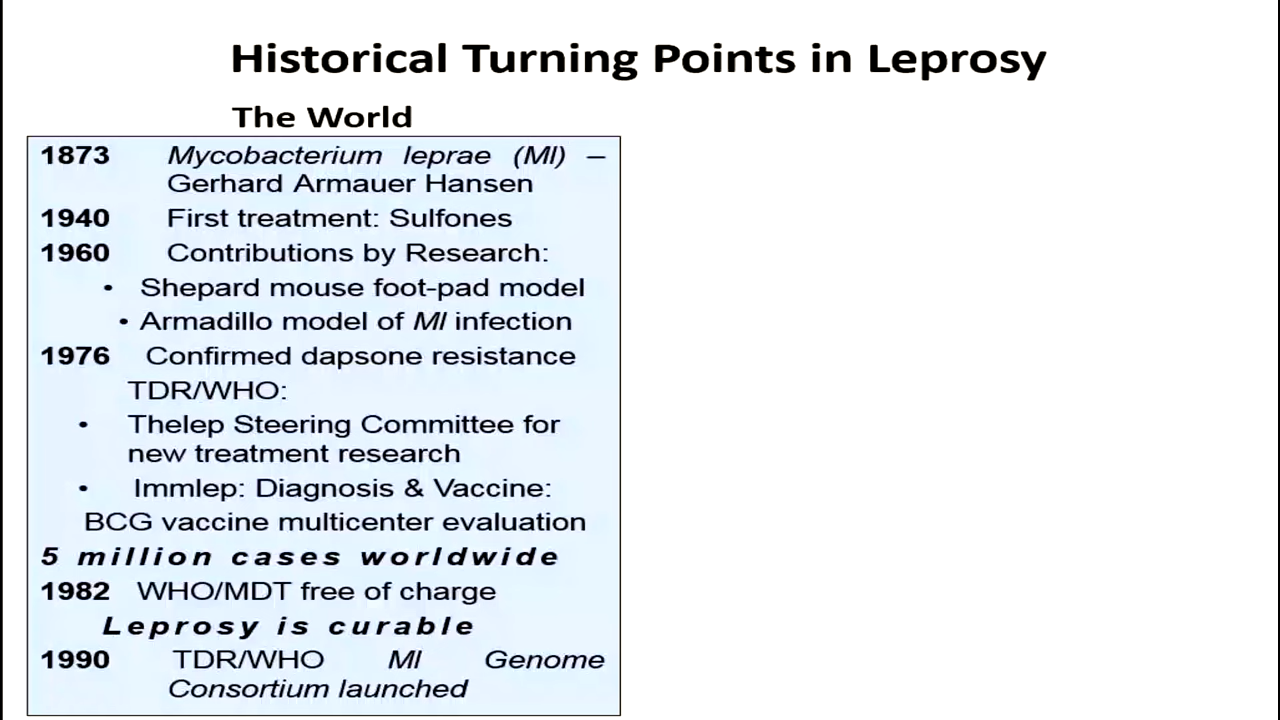 Historical Turning Points in Leprosy
The World
1873 Mycobacterium leprae (Ml) –
Gerhard Armauer Hansen
1940 First treatment: Sulfones
1960 Contributions by Research:
• Shepard mouse foot-pad model
• Armadillo model of Ml infection
1976 Confirmed dapsone resistance
TDR/WHO:
• Thelep Steering Committee for
new treatment research
• Immlep: Diagnosis & Vaccine:
BCG vaccine multicenter evaluation
5 million cases worldwide
1982 WHO/MDT free of charge
Leprosy is curable
1990 TDR/WHO Ml Genome
Consortium launched